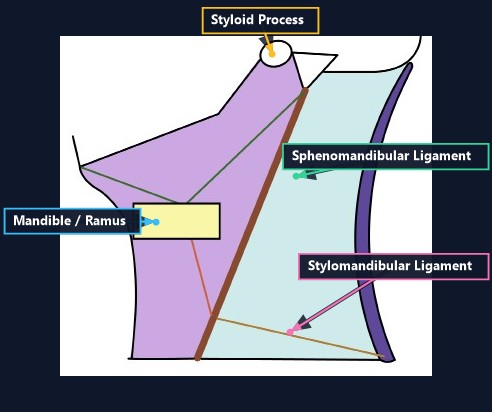 Styloid Process
Sphenomandibular Ligament
Mandible / Ramus
Stylomandibular Ligament